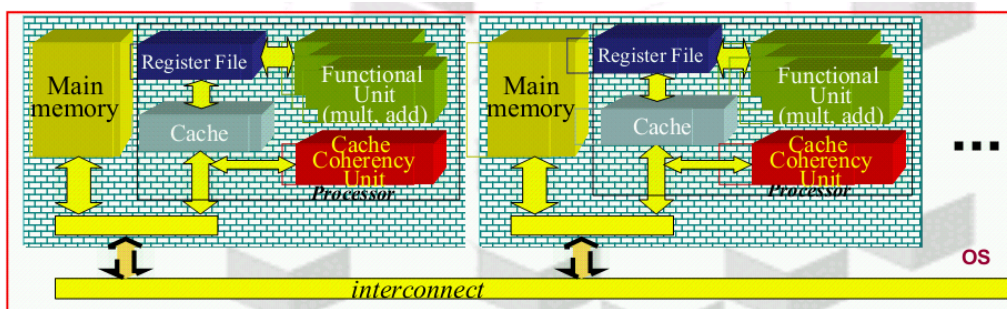 Main
memory
Register File
Functional
Unit
(mult, add)
Cache
Cache
Coherency
Unit
Processor
Main
memory
Register File
Functional
Unit
(mult, add)
Cache
Cache
Coherency
Unit
Processor
...
OS
interconnect